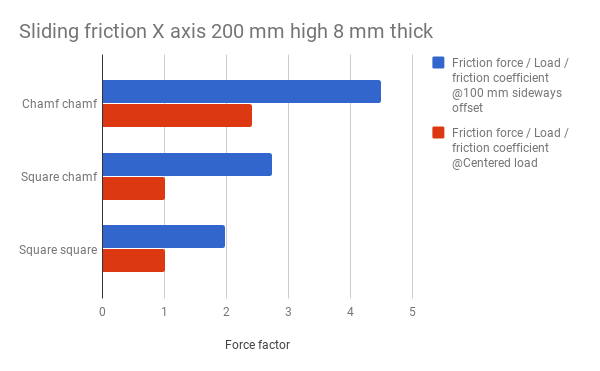 Sliding friction X axis 200 mm high 8 mm thick
Friction force / Load /
friction coefficient
@100 mm sideways
offset
Friction force / Load /
friction coefficient
@Centered load
Chamf chamf
Square chamf
Square square
0 1 2 3 4 5
Force factor